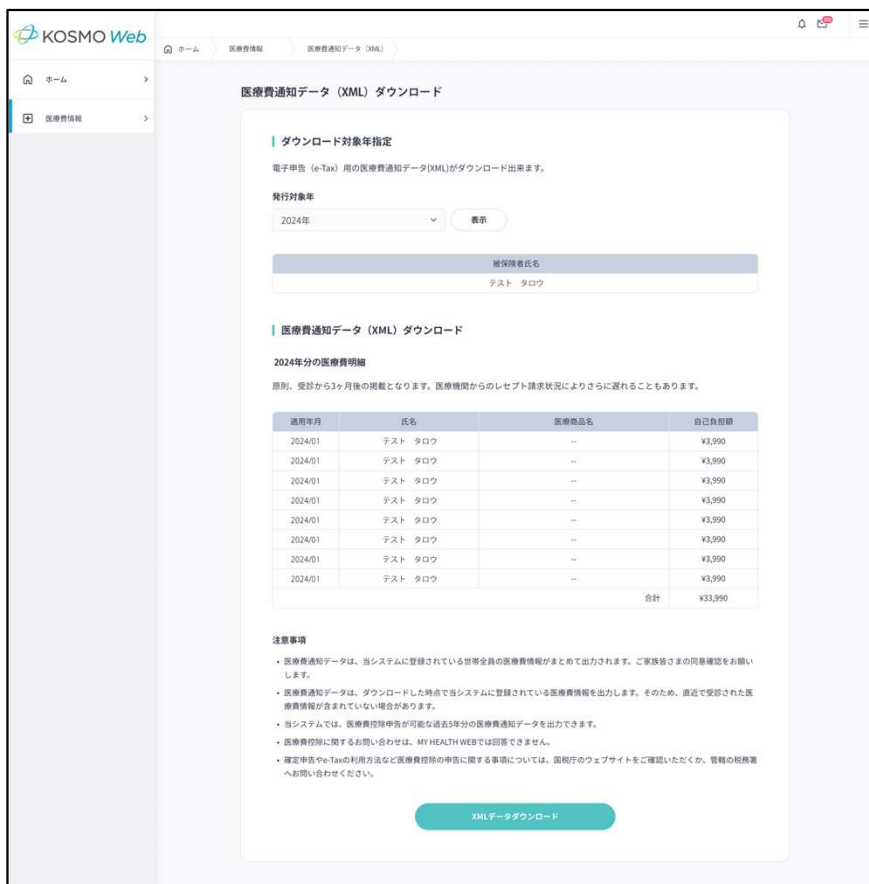 KOSMO Web
ホーム 医療費情報 医療費通知データ（XML）
ホーム
医療費情報
医療費通知データ（XML）ダウンロード
ダウンロード対象年指定
電子申告（e-Tax）用の医療費通知データ(XML)がダウンロード出来ます。
発行対象年
2024年 表示
被保険者氏名
テスト　タロウ
医療費通知データ（XML）ダウンロード
2024年分の医療費明細
原則、受診から3ヶ月後の掲載となります。医療機関からのレセプト請求状況によりさらに遅れることもあります。
適用年月 氏名 医療商品名 自己負担額
2024/01 テスト　タロウ -- ¥3,990
2024/01 テスト　タロウ -- ¥3,990
2024/01 テスト　タロウ -- ¥3,990
2024/01 テスト　タロウ -- ¥3,990
2024/01 テスト　タロウ -- ¥3,990
2024/01 テスト　タロウ -- ¥3,990
2024/01 テスト　タロウ -- ¥3,990
2024/01 テスト　タロウ -- ¥3,990
合計 ¥33,990
注意事項
• 医療費通知データは、当システムに登録されている世帯全員の医療費情報がまとめて出力されます。ご家族皆さまの同意確認をお願い
します。
• 医療費通知データは、ダウンロードした時点で当システムに登録されている医療費情報を出力します。そのため、直近で受診された医
療費情報が含まれていない場合があります。
• 当システムでは、医療費控除申告が可能な過去5年分の医療費通知データを出力できます。
• 医療費控除に関するお問い合わせは、MY HEALTH WEBでは回答できません。
• 確定申告やe-Taxの利用方法など医療費控除の申告に関する事項については、国税庁のウェブサイトをご確認いただくか、管轄の税務署
へお問い合わせください。
XMLデータダウンロード